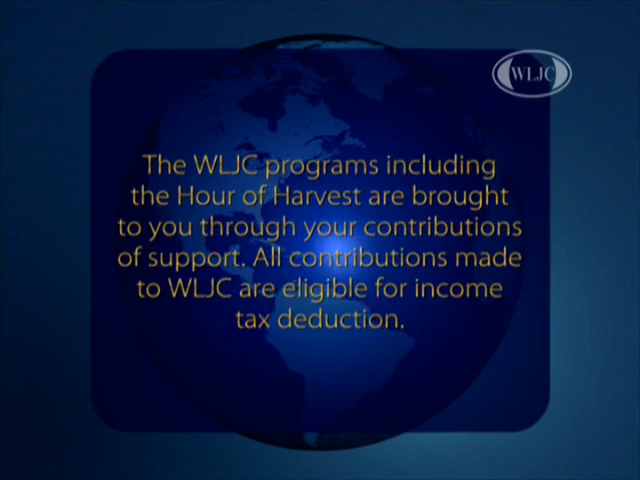 WLJC
The WLJC programs including
the Hour of Harvest are brought
to you through your contributions
of support. All contributions made
to WLJC are eligible for income
tax deduction.